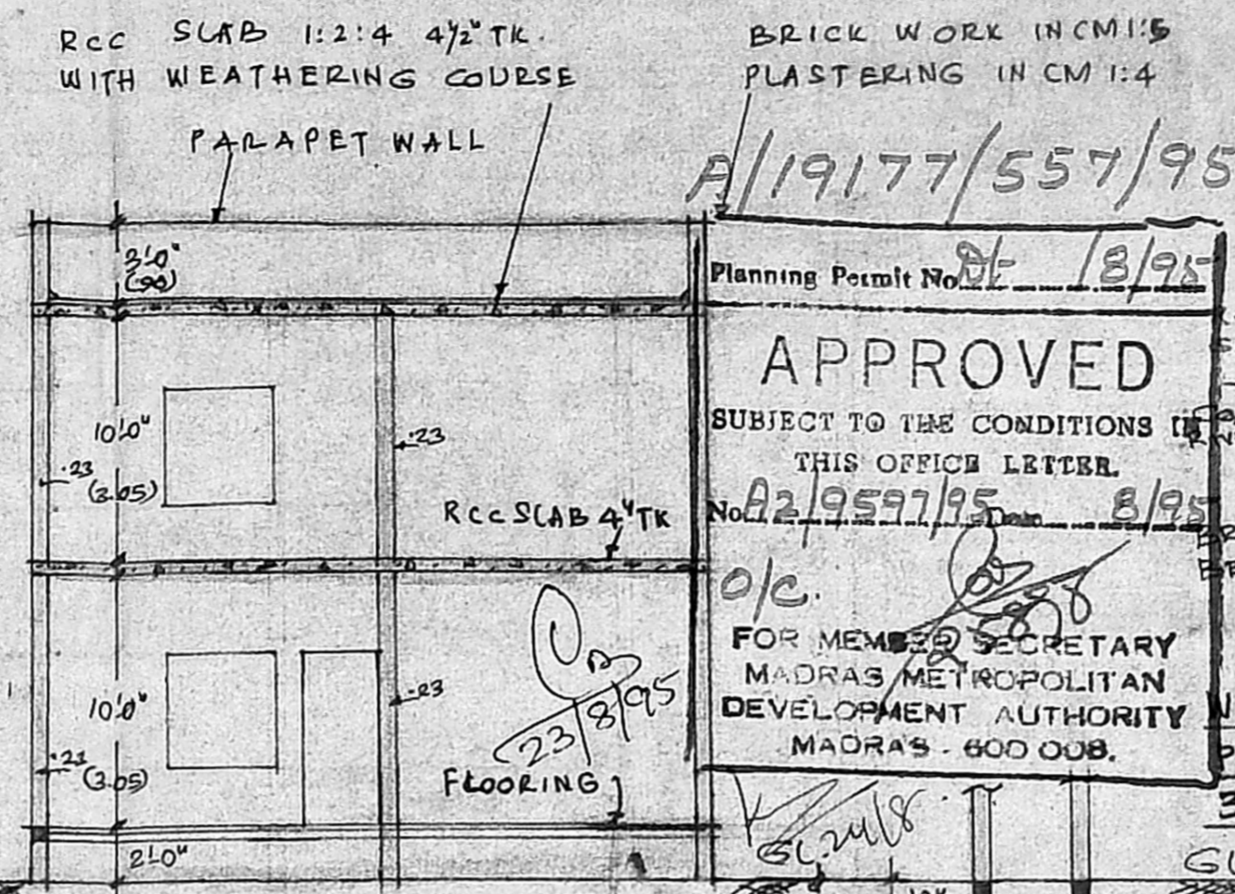 RCC SLAB 1:2:4 4½" TK.
WITH WEATHERING COURSE
PARAPET WALL
BRICK WORK IN CM 1:5
PLASTERING IN CM 1:4
A/19177/557/95
3'0"
(.90)
Planning Permit No. Dt /8/95
APPROVED
SUBJECT TO THE CONDITIONS IN
THIS OFFICE LETTER.
No. A2/9597/95 Date 8/95
O/C.
FOR MEMBER SECRETARY
MADRAS METROPOLITAN
DEVELOPMENT AUTHORITY
MADRAS - 600 008.
10'0"
.23
(3.05)
.23
RCC SLAB 4" TK
10'0"
.23
(3.05)
.23
23/8/95
FLOORING
2'0"
24/8